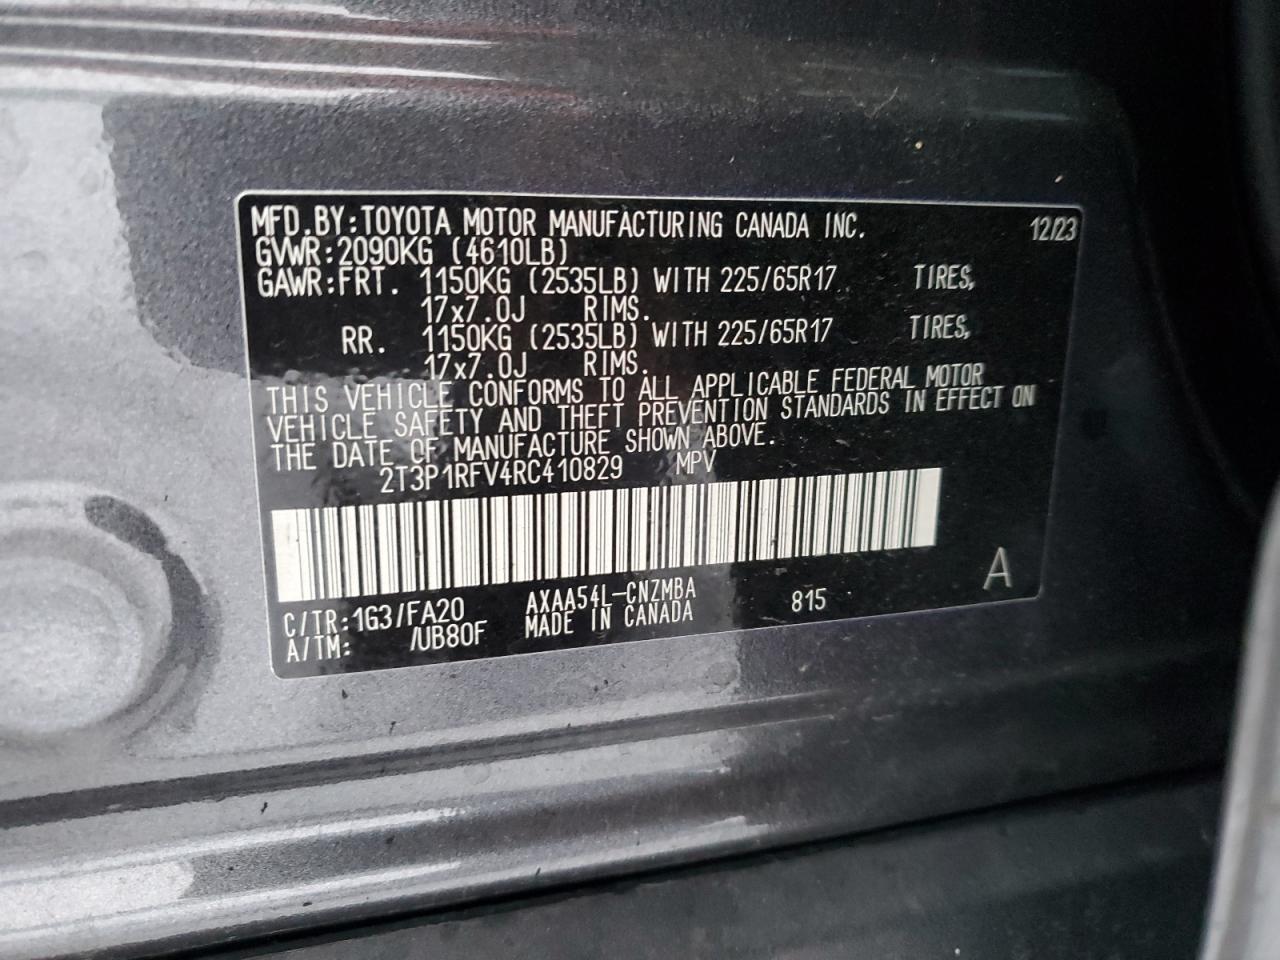 MFD.BY:TOYOTA MOTOR MANUFACTURING CANADA INC. 12/23
GVWR:2090KG (4610LB)
GAWR:FRT. 1150KG (2535LB) WITH 225/65R17 TIRES,
17x7.0J RIMS.
RR. 1150KG (2535LB) WITH 225/65R17 TIRES,
17x7.0J RIMS.
THIS VEHICLE CONFORMS TO ALL APPLICABLE FEDERAL MOTOR
VEHICLE SAFETY AND THEFT PREVENTION STANDARDS IN EFFECT ON
THE DATE OF MANUFACTURE SHOWN ABOVE.
2T3P1RFV4RC410829 MPV
C/TR:1G3/FA20 AXAA54L-CNZMBA 815 A
A/TM: /UB80F MADE IN CANADA